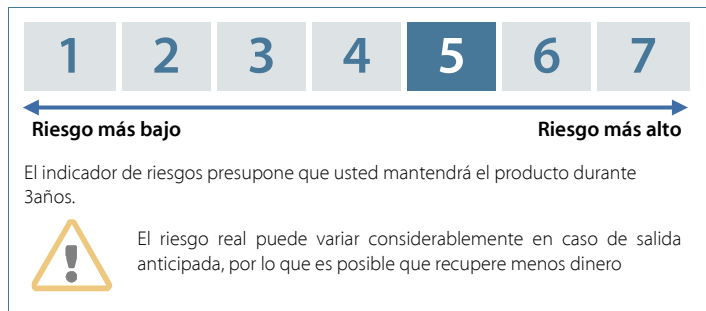 1 2 3 4 5 6 7
Riesgo más bajo Riesgo más alto
El indicador de riesgos presupone que usted mantendrá el producto durante
3años.
El riesgo real puede variar considerablemente en caso de salida
anticipada, por lo que es posible que recupere menos dinero